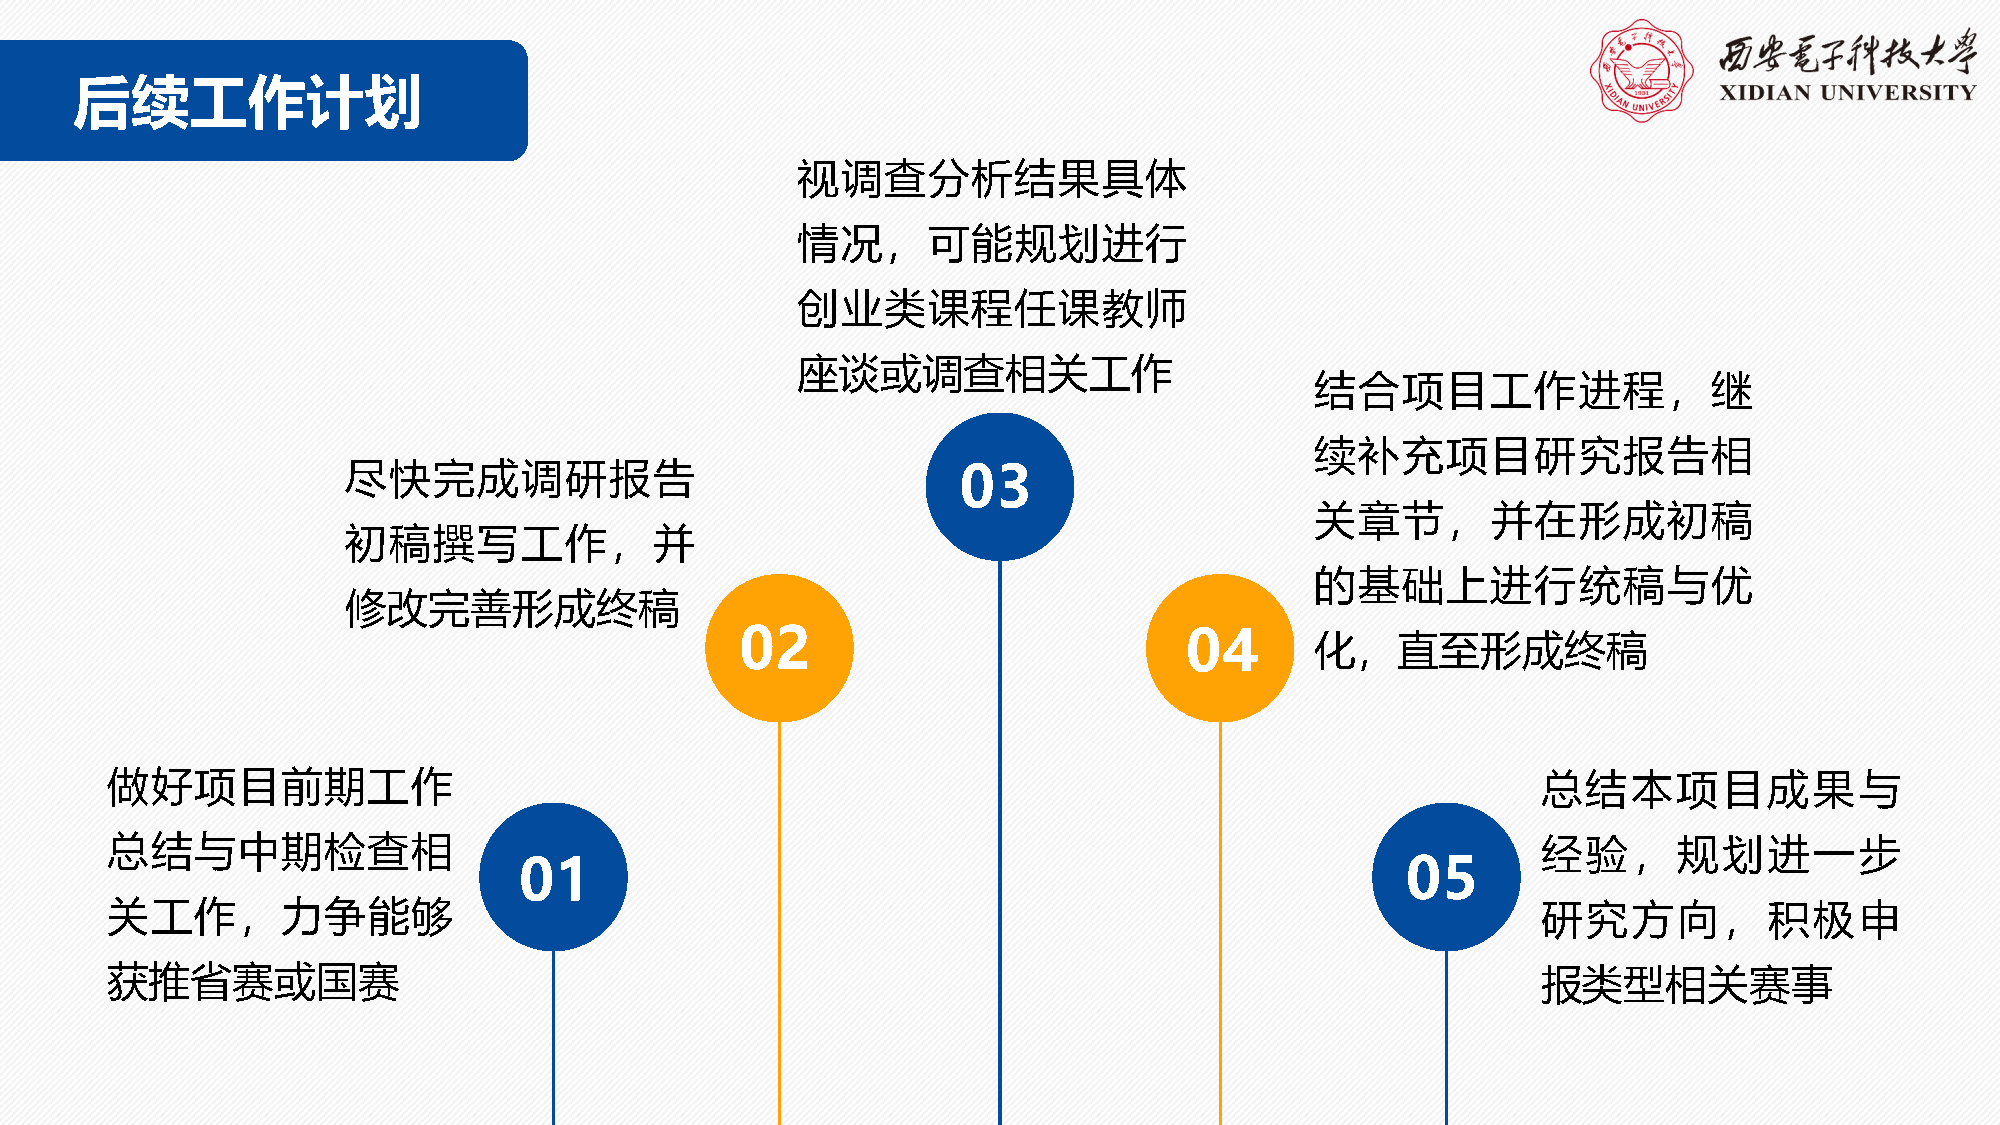 后续工作计划
西安电子科技大学
XIDIAN UNIVERSITY
XIDIAN UNIVERSITY
1931
视调查分析结果具体
情况，可能规划进行
创业类课程任课教师
座谈或调查相关工作
03
结合项目工作进程，继
续补充项目研究报告相
关章节，并在形成初稿
的基础上进行统稿与优
化，直至形成终稿
04
尽快完成调研报告
初稿撰写工作，并
修改完善形成终稿
02
做好项目前期工作
总结与中期检查相
关工作，力争能够
获推省赛或国赛
01
总结本项目成果与
经验，规划进一步
研究方向，积极申
报类型相关赛事
05